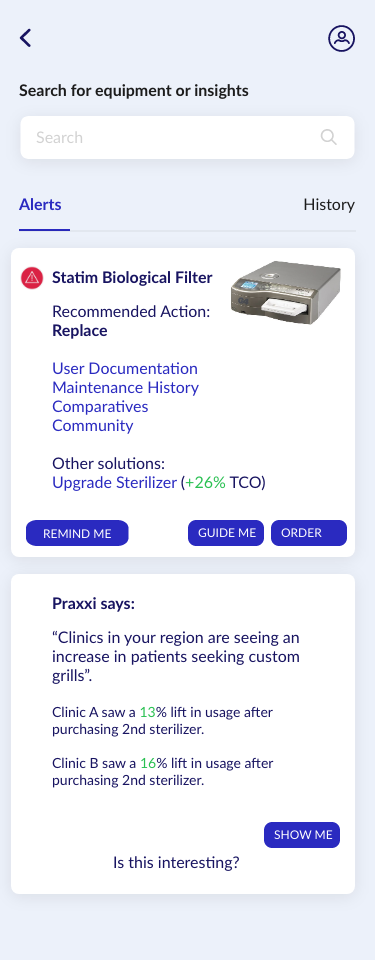 Search for equipment or insights
Search
Alerts
History
Statim Biological Filter
Recommended Action:
Replace
User Documentation
Maintenance History
Comparatives
Community
Other solutions:
Upgrade Sterilizer (+26% TCO)
REMIND ME
GUIDE ME
ORDER
Praxxi says:
“Clinics in your region are seeing an
increase in patients seeking custom
grills”.
Clinic A saw a 13% lift in usage after
purchasing 2nd sterilizer.
Clinic B saw a 16% lift in usage after
purchasing 2nd sterilizer.
SHOW ME
Is this interesting?